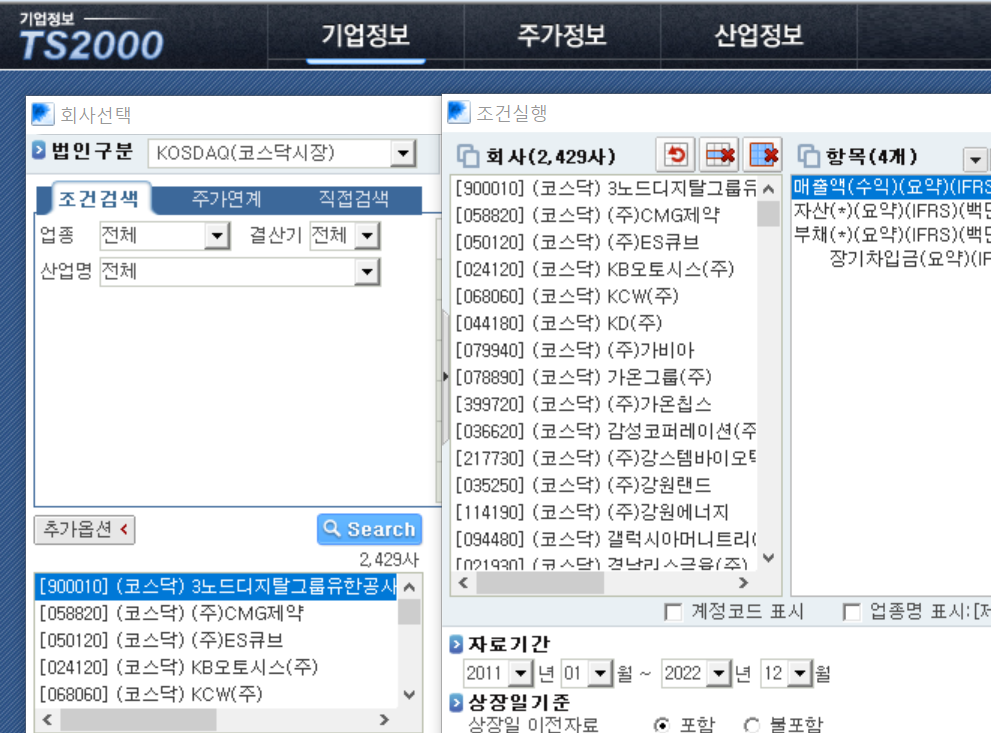 기업정보
TS2000
기업정보 주가정보 산업정보
회사선택
법인구분 KOSDAQ(코스닥시장)
조건검색 주가연계 직접검색
업종 전체 결산기 전체
산업명 전체
추가옵션 Search
2,429사
[900010] (코스닥) 3노드디지탈그룹유한공사
[058820] (코스닥) (주)CMG제약
[050120] (코스닥) (주)ES큐브
[024120] (코스닥) KB오토시스(주)
[068060] (코스닥) KCW(주)
조건실행
회사(2,429사)
[900010] (코스닥) 3노드디지탈그룹유
[058820] (코스닥) (주)CMG제약
[050120] (코스닥) (주)ES큐브
[024120] (코스닥) KB오토시스(주)
[068060] (코스닥) KCW(주)
[044180] (코스닥) KD(주)
[079940] (코스닥) (주)가비아
[078890] (코스닥) 가온그룹(주)
[399720] (코스닥) (주)가온칩스
[036620] (코스닥) 감성코퍼레이션(주
[217730] (코스닥) (주)강스템바이오텍
[035250] (코스닥) (주)강원랜드
[114190] (코스닥) (주)강원에너지
[094480] (코스닥) 갤럭시아머니트리(
[021930] (코스닥) 경남리스금융(주)
항목(4개)
매출액(수익)(요약)(IFRS
자산(*)(요약)(IFRS)(백만
부채(*)(요약)(IFRS)(백만
장기차입금(요약)(IF
계정코드 표시 업종명 표시:[제
자료기간
2011 년 01 월 ~ 2022 년 12 월
상장일기준
상장일 이전자료 포함 불포함